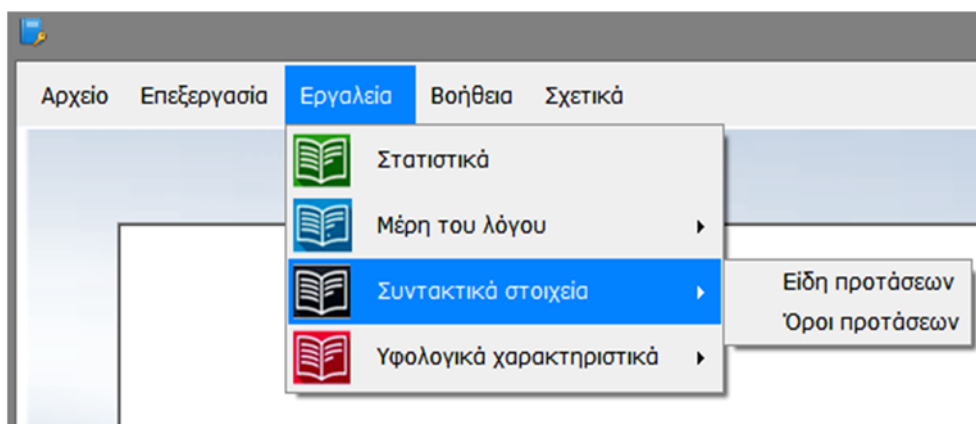 Αρχείο Επεξεργασία Εργαλεία Βοήθεια Σχετικά
Στατιστικά
Μέρη του λόγου
Συντακτικά στοιχεία
Είδη προτάσεων
Όροι προτάσεων
Υφολογικά χαρακτηριστικά